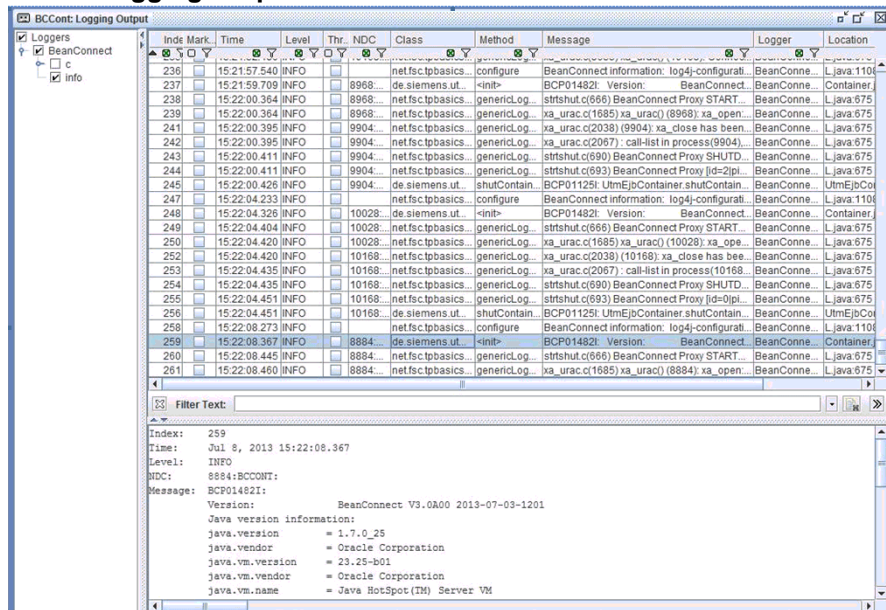 BCCont: Logging Output
Loggers
BeanConnect
c
info
Inde Mark... Time Level Thr... NDC Class Method Message Logger Location
236 15:21:57.540 INFO net.fsc.tpbasics... configure BeanConnect information: log4j-configurati... BeanConne... L.java:1108
237 15:21:59.709 INFO 8968:... de.siemens.ut... <init> BCP01482I: Version: BeanConnect... BeanConne... Container.j
238 15:22:00.364 INFO 8968:... net.fsc.tpbasics... genericLog... strtshut.c(666) BeanConnect Proxy START... BeanConne... L.java:675
239 15:22:00.364 INFO 8968:... net.fsc.tpbasics... genericLog... xa_urac.c(1685) xa_urac() (8968): xa_open:... BeanConne... L.java:675
241 15:22:00.395 INFO 9904:... net.fsc.tpbasics... genericLog... xa_urac.c(2038) (9904): xa_close has been... BeanConne... L.java:675
242 15:22:00.395 INFO 9904:... net.fsc.tpbasics... genericLog... xa_urac.c(2067) : call-list in process(9904),... BeanConne... L.java:675
243 15:22:00.411 INFO 9904:... net.fsc.tpbasics... genericLog... strtshut.c(690) BeanConnect Proxy SHUTD... BeanConne... L.java:675
244 15:22:00.411 INFO 9904:... net.fsc.tpbasics... genericLog... strtshut.c(693) BeanConnect Proxy [id=2|pi... BeanConne... L.java:675
245 15:22:00.426 INFO 9904:... de.siemens.ut... shutContain... BCP01125I: UtmEjbContainer.shutContain... BeanConne... UtmEjbCor
247 15:22:04.233 INFO net.fsc.tpbasics... configure BeanConnect information: log4j-configurati... BeanConne... L.java:1108
248 15:22:04.326 INFO 10028:... de.siemens.ut... <init> BCP01482I: Version: BeanConnect... BeanConne... Container.j
249 15:22:04.404 INFO 10028:... net.fsc.tpbasics... genericLog... strtshut.c(666) BeanConnect Proxy START... BeanConne... L.java:675
250 15:22:04.420 INFO 10028:... net.fsc.tpbasics... genericLog... xa_urac.c(1685) xa_urac() (10028): xa_ope... BeanConne... L.java:675
252 15:22:04.420 INFO 10168:... net.fsc.tpbasics... genericLog... xa_urac.c(2038) (10168): xa_close has bee... BeanConne... L.java:675
253 15:22:04.435 INFO 10168:... net.fsc.tpbasics... genericLog... xa_urac.c(2067) : call-list in process(10168... BeanConne... L.java:675
254 15:22:04.435 INFO 10168:... net.fsc.tpbasics... genericLog... strtshut.c(690) BeanConnect Proxy SHUTD... BeanConne... L.java:675
255 15:22:04.451 INFO 10168:... net.fsc.tpbasics... genericLog... strtshut.c(693) BeanConnect Proxy [id=0|pi... BeanConne... L.java:675
256 15:22:04.451 INFO 10168:... de.siemens.ut... shutContain... BCP01125I: UtmEjbContainer.shutContain... BeanConne... UtmEjbCor
258 15:22:08.273 INFO net.fsc.tpbasics... configure BeanConnect information: log4j-configurati... BeanConne... L.java:1108
259 15:22:08.367 INFO 8884:... de.siemens.ut... <init> BCP01482I: Version: BeanConnect... BeanConne... Container.j
260 15:22:08.445 INFO 8884:... net.fsc.tpbasics... genericLog... strtshut.c(666) BeanConnect Proxy START... BeanConne... L.java:675
261 15:22:08.460 INFO 8884:... net.fsc.tpbasics... genericLog... xa_urac.c(1685) xa_urac() (8884): xa_open:... BeanConne... L.java:675
Filter Text:
Index: 259
Time: Jul 8, 2013 15:22:08.367
Level: INFO
NDC: 8884:BCCONT:
Message: BCP01482I:
Version: BeanConnect V3.0A00 2013-07-03-1201
Java version information:
java.version = 1.7.0_25
java.vendor = Oracle Corporation
java.vm.version = 23.25-b01
java.vm.vendor = Oracle Corporation
java.vm.name = Java HotSpot(TM) Server VM